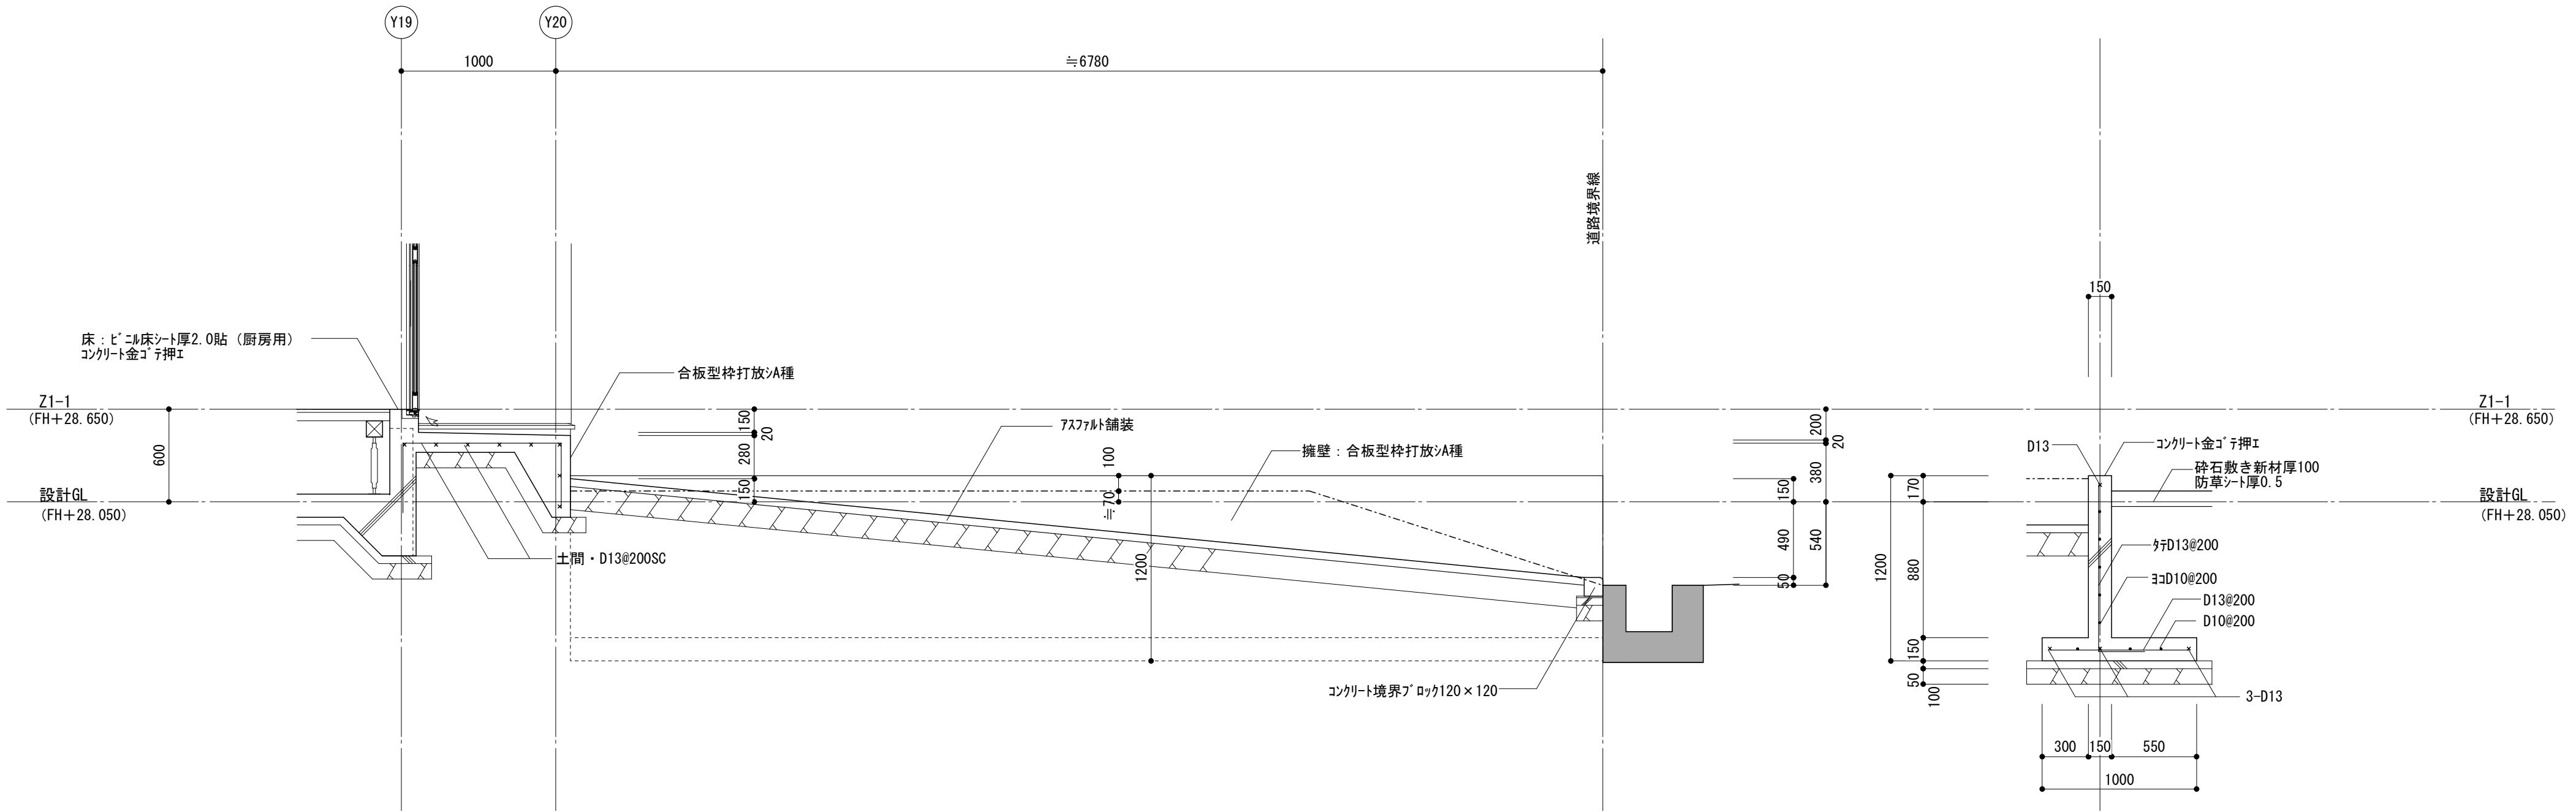 Y19
Y20
1000
≒6780
道路境界線
床：ﾋﾞﾆﾙ床ｼｰﾄ厚2.0貼（厨房用）
ｺﾝｸﾘｰﾄ金ｺﾞﾃ押ｴ
Z1-1
(FH+28.650)
600
設計GL
(FH+28.050)
合板型枠打放ｼA種
150
20
280
150
ｱｽﾌｧﾙﾄ舗装
擁壁：合板型枠打放ｼA種
100
≒70
1200
土間・D13@200SC
ｺﾝｸﾘｰﾄ境界ﾌﾞﾛｯｸ120×120
200
20
380
150
490
540
50
1200
170
880
150
50
100
150
D13
ｺﾝｸﾘｰﾄ金ｺﾞﾃ押ｴ
砕石敷き新材厚100
防草ｼｰﾄ厚0.5
ﾀﾃD13@200
ﾖｺD10@200
D13@200
D10@200
3-D13
300
150
550
1000
Z1-1
(FH+28.650)
設計GL
(FH+28.050)